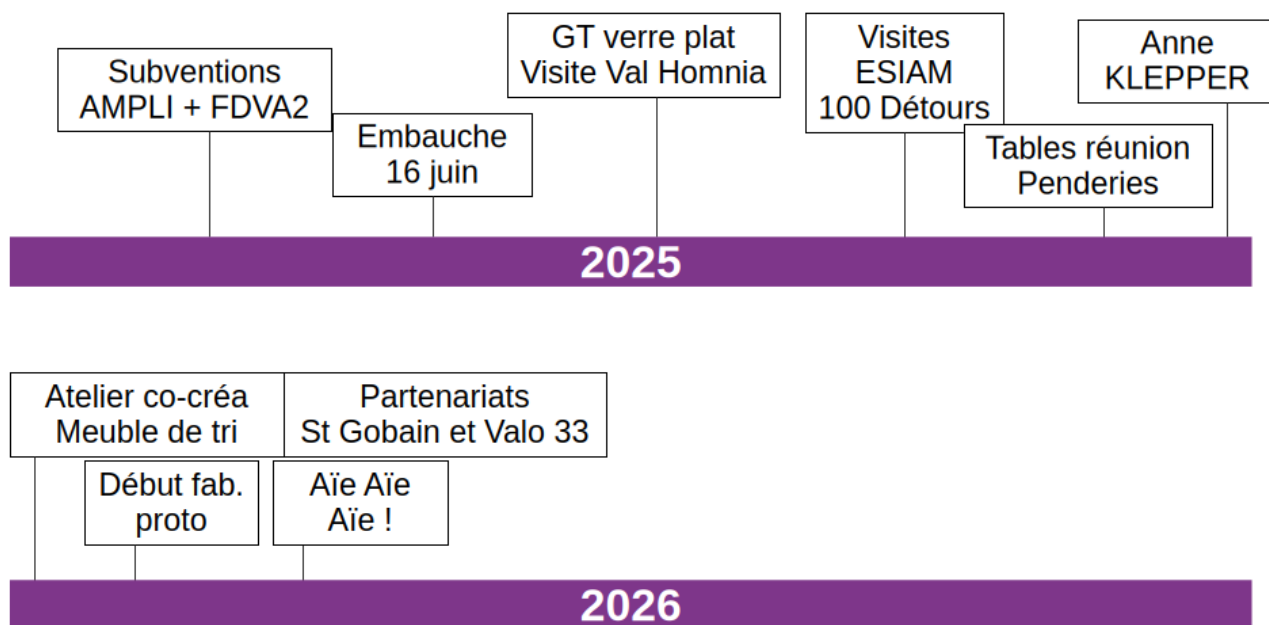 Subventions
AMPLI + FDVA2
Embauche
16 juin
GT verre plat
Visite Val Homnia
Visites
ESIAM
100 Détours
Tables réunion
Penderies
Anne
KLEPPER
2025
Atelier co-créa
Meuble de tri
Début fab.
proto
Partenariats
St Gobain et Valo 33
Aïe Aïe
Aïe !
2026